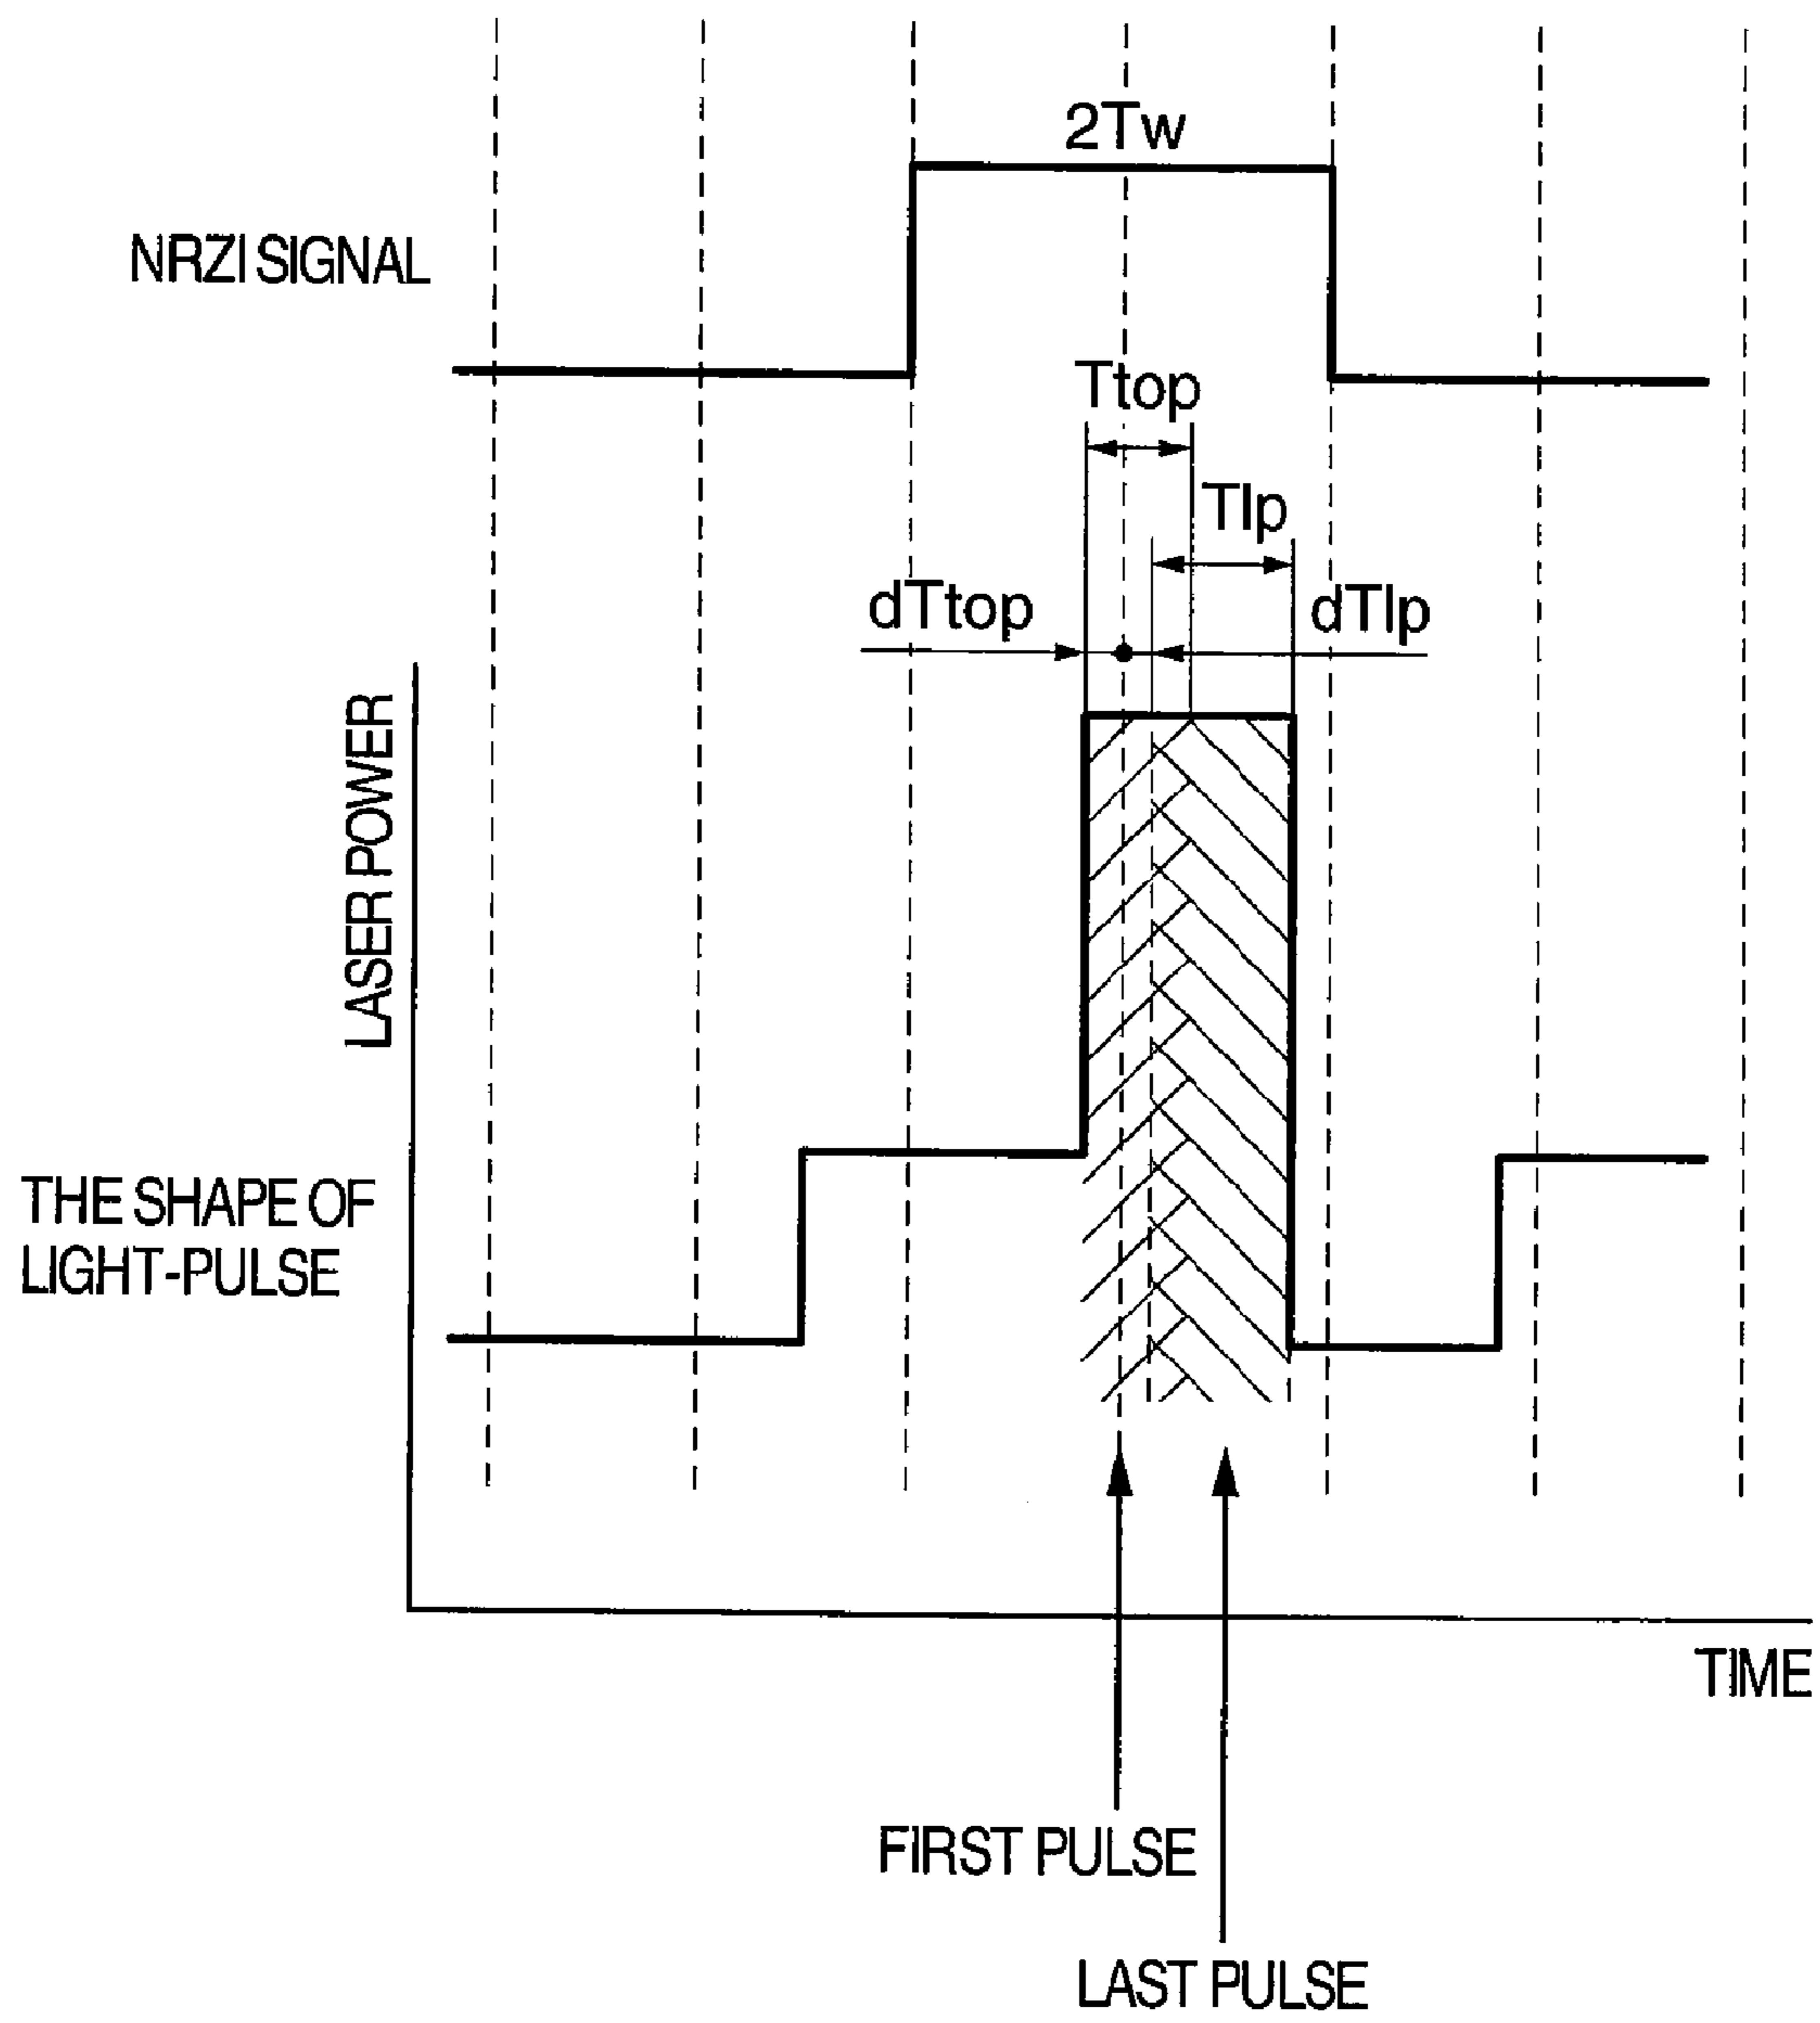 2Tw
NRZI SIGNAL
Ttop
Tlp
dTtop
dTlp
LASER POWER
THE SHAPE OF
LIGHT-PULSE
TIME
FIRST PULSE
LAST PULSE